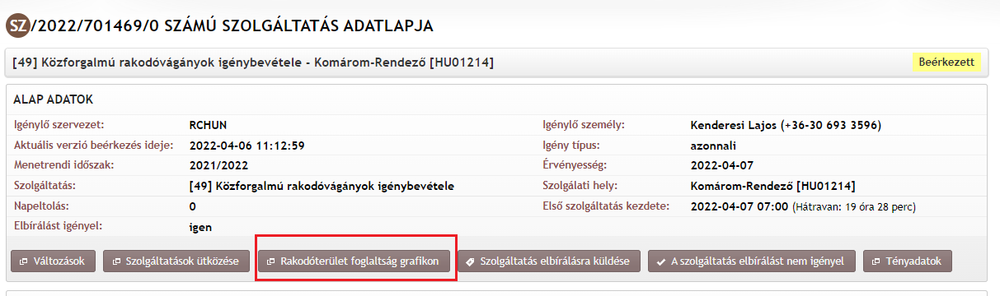 SZ/2022/701469/0 SZÁMÚ SZOLGÁLTATÁS ADATLAPJA
[49] Közforgalmú rakodóvágányok igénybevétele - Komárom-Rendező [HU01214] Beérkezett
ALAP ADATOK
Igénylő szervezet: RCHUN Igénylő személy: Kenderesi Lajos (+36-30 693 3596)
Aktuális verzió beérkezés ideje: 2022-04-06 11:12:59 Igény típus: azonnali
Menetrendi időszak: 2021/2022 Érvényesség: 2022-04-07
Szolgáltatás: [49] Közforgalmú rakodóvágányok igénybevétele Szolgálati hely: Komárom-Rendező [HU01214]
Napeltolás: 0 Első szolgáltatás kezdete: 2022-04-07 07:00 (Hátravan: 19 óra 28 perc)
Elbírálást igényel: igen
Változások Szolgáltatások ütközése Rakodóterület foglaltság grafikon Szolgáltatás elbírálásra küldése A szolgáltatás elbírálást nem igényel Tényadatok